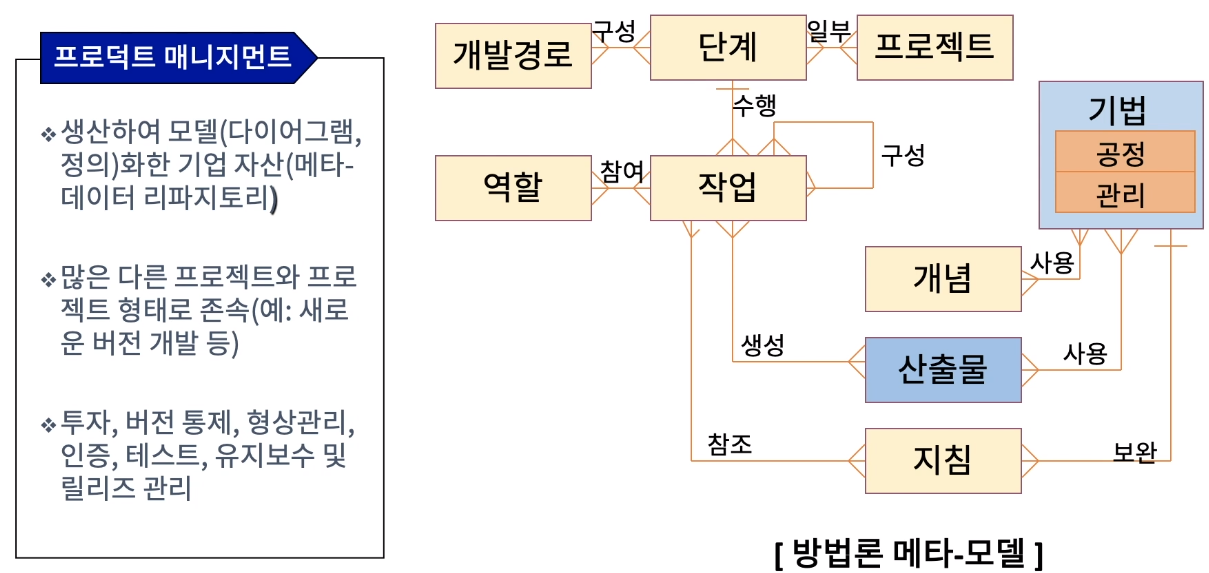 프로덕트 매니지먼트
❖생산하여 모델(다이어그램,
정의)화한 기업 자산(메타-
데이터 리파지토리)
❖많은 다른 프로젝트와 프로
젝트 형태로 존속(예: 새로
운 버전 개발 등)
❖투자, 버전 통제, 형상관리,
인증, 테스트, 유지보수 및
릴리즈 관리
개발경로
구성
단계
일부
프로젝트
수행
기법
공정
관리
역할
참여
작업
구성
개념
사용
생성
산출물
사용
참조
지침
보완
[ 방법론 메타-모델 ]